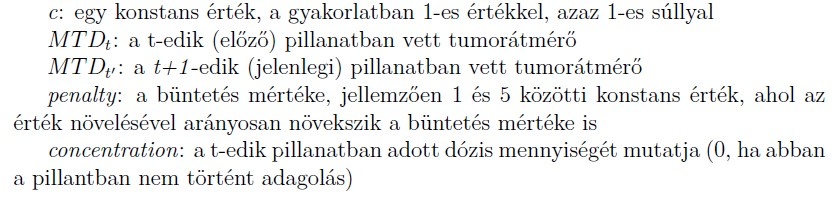 c: egy konstans érték, a gyakorlatban 1-es értékkel, azaz 1-es súllyal
MTD_t: a t-edik (előző) pillanatban vett tumorátmérő
MTD_t′: a t+1-edik (jelenlegi) pillanatban vett tumorátmérő
penalty: a büntetés mértéke, jellemzően 1 és 5 közötti konstans érték, ahol az
érték növelésével arányosan növekszik a büntetés mértéke is
concentration: a t-edik pillanatban adott dózis mennyiségét mutatja (0, ha abban
a pillantban nem történt adagolás)